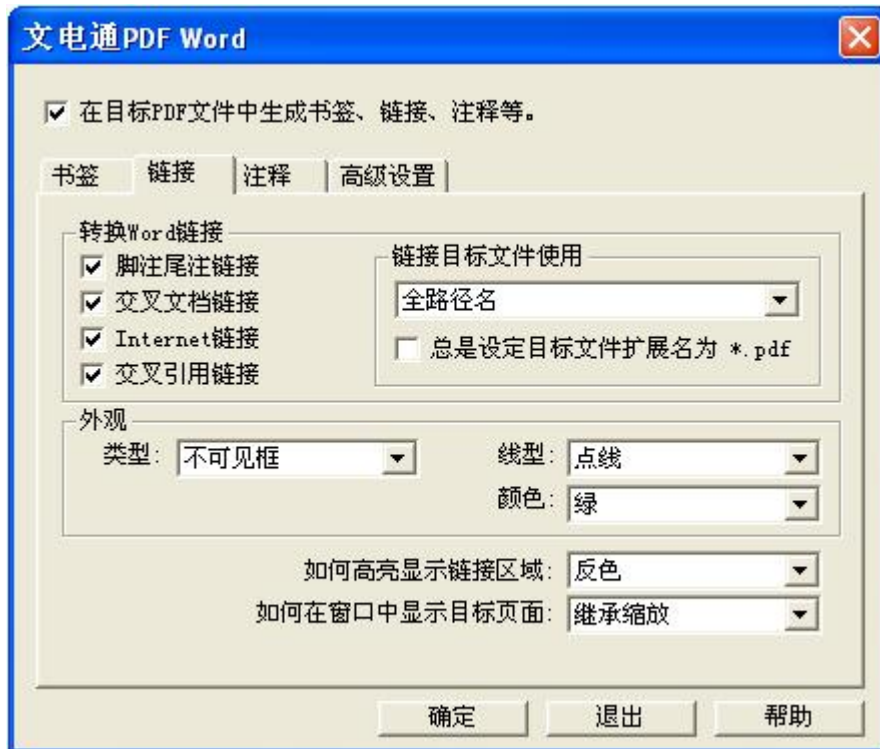 文电通PDF Word
在目标PDF文件中生成书签、链接、注释等。
书签 链接 注释 高级设置
转换Word链接
脚注尾注链接
交叉文档链接
Internet链接
交叉引用链接
链接目标文件使用
全路径名
总是设定目标文件扩展名为 *.pdf
外观
类型: 不可见框
线型: 点线
颜色: 绿
如何高亮显示链接区域: 反色
如何在窗口中显示目标页面: 继承缩放
确定 退出 帮助